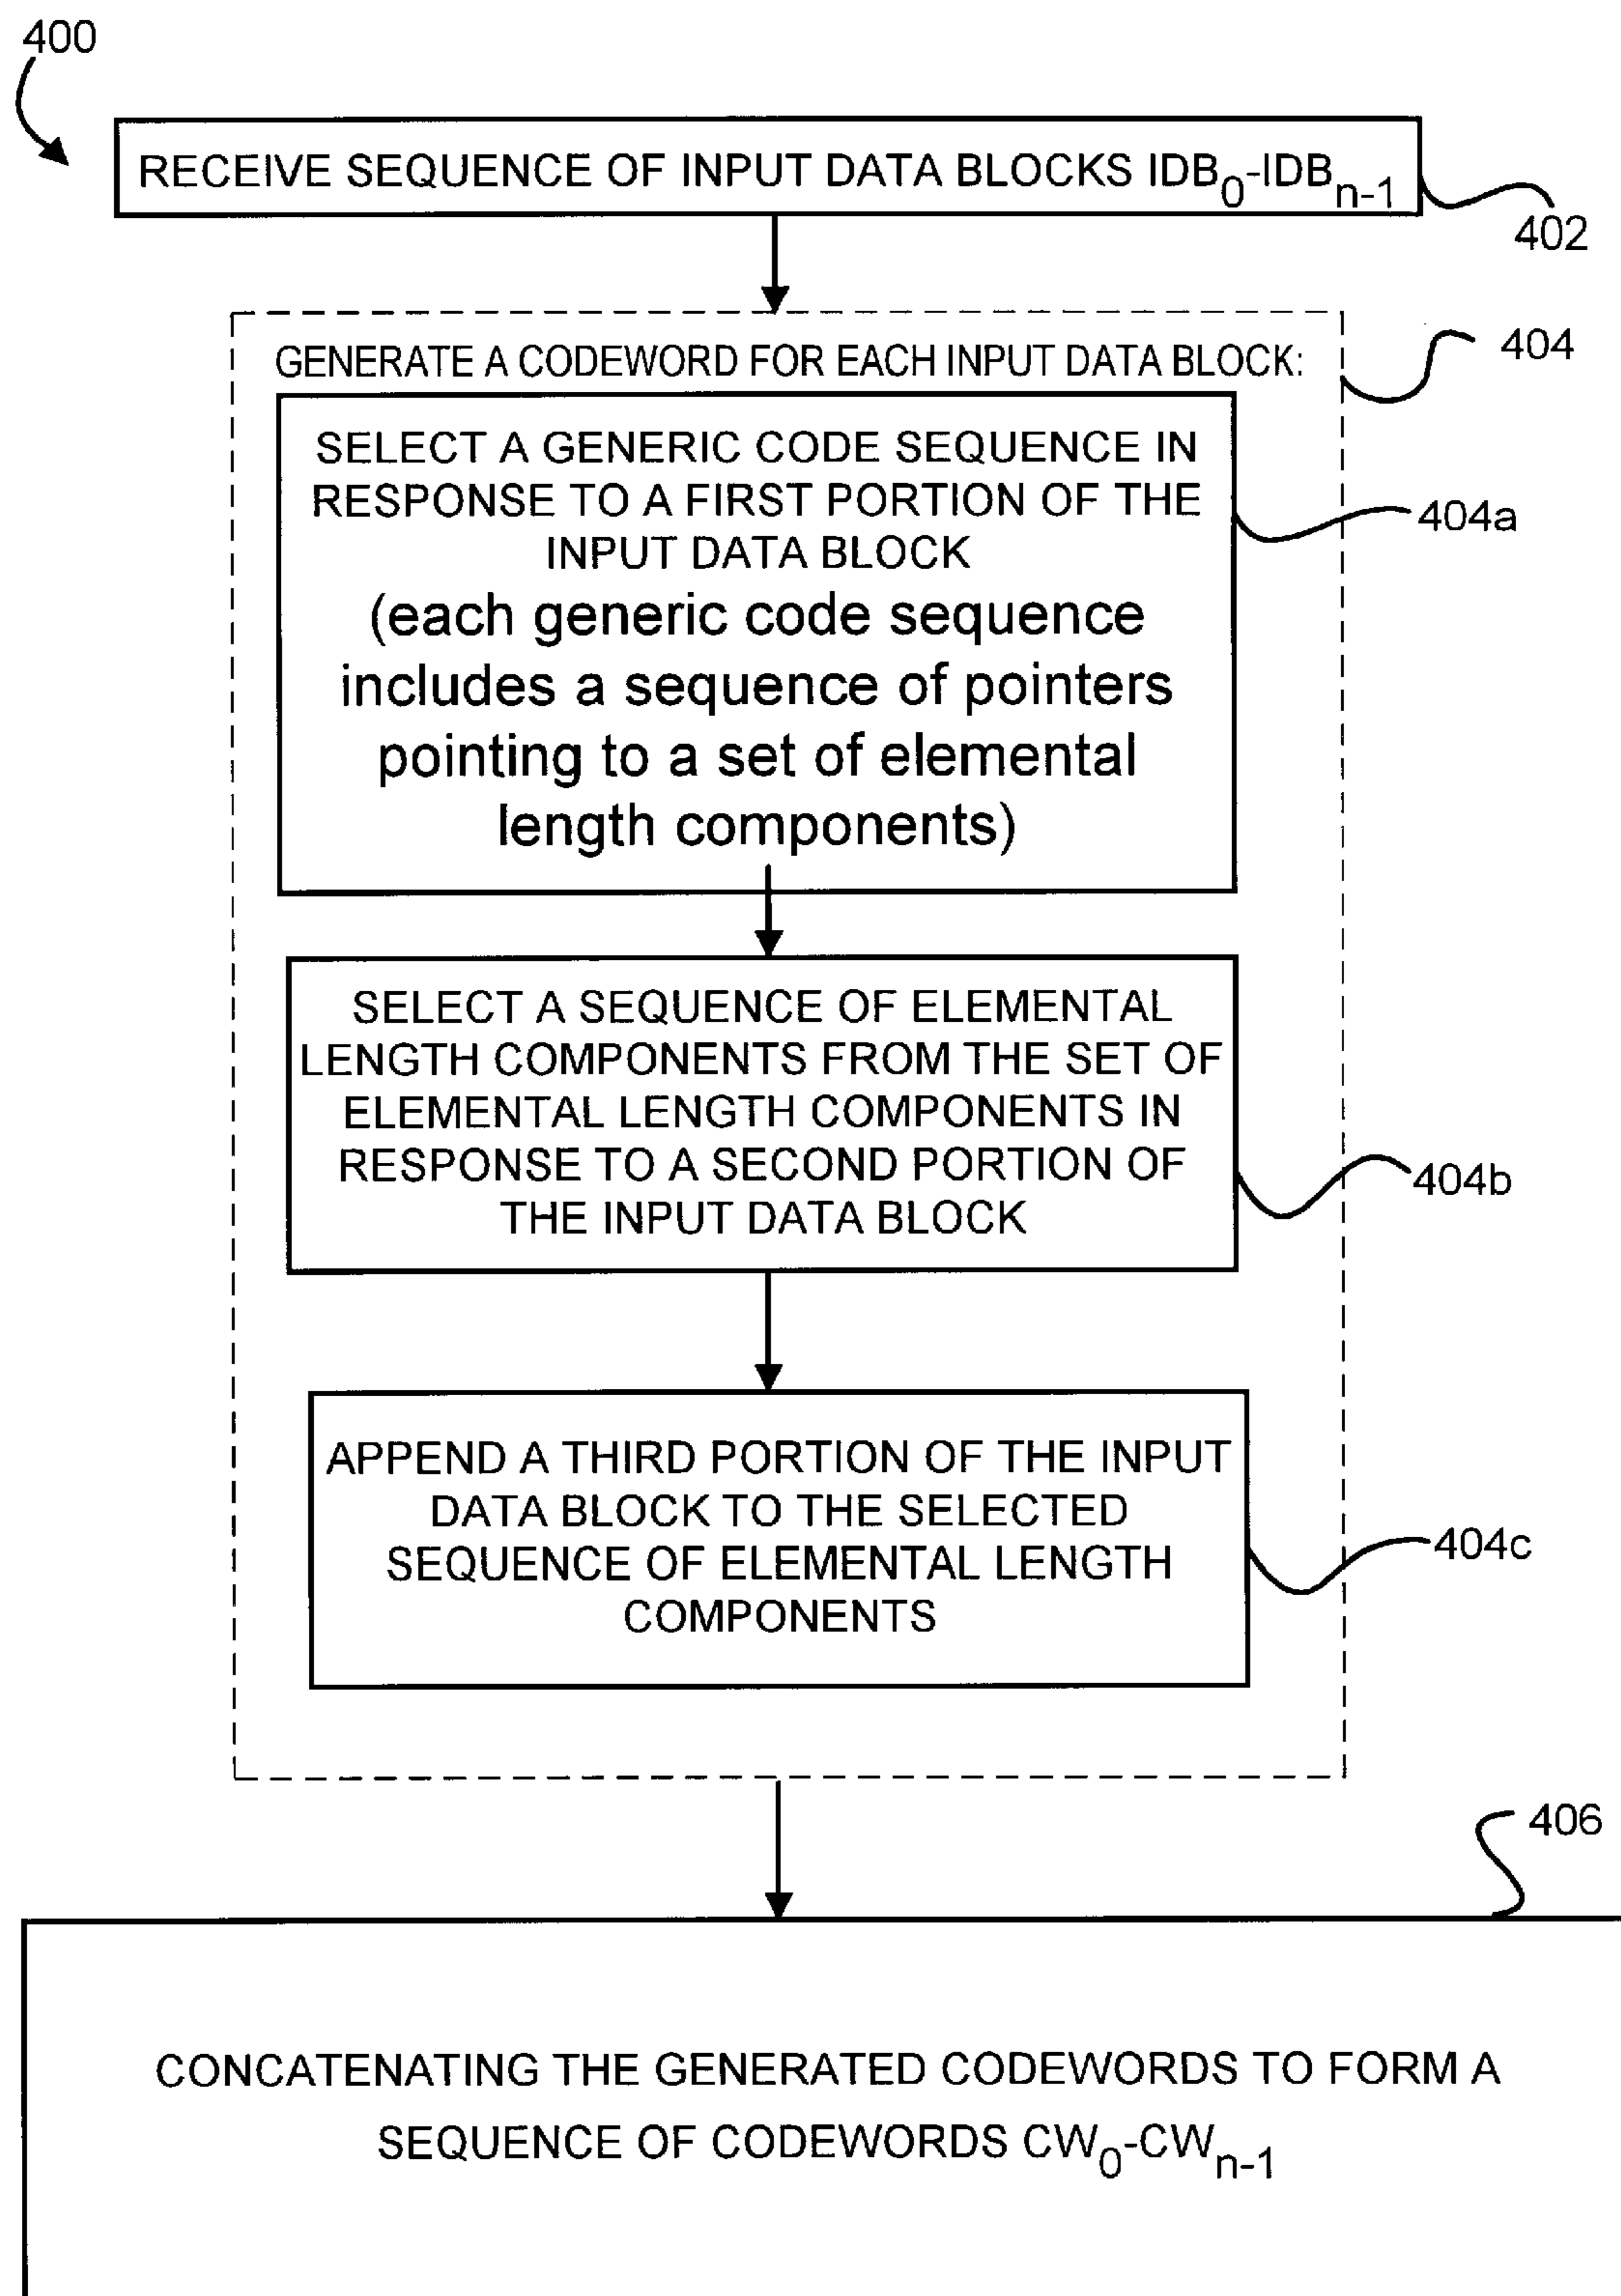 400
RECEIVE SEQUENCE OF INPUT DATA BLOCKS IDB0-IDBn-1
402
404
GENERATE A CODEWORD FOR EACH INPUT DATA BLOCK:
SELECT A GENERIC CODE SEQUENCE IN
RESPONSE TO A FIRST PORTION OF THE
INPUT DATA BLOCK
(each generic code sequence
includes a sequence of pointers
pointing to a set of elemental
length components)
404a
SELECT A SEQUENCE OF ELEMENTAL
LENGTH COMPONENTS FROM THE SET OF
ELEMENTAL LENGTH COMPONENTS IN
RESPONSE TO A SECOND PORTION OF
THE INPUT DATA BLOCK
404b
APPEND A THIRD PORTION OF THE INPUT
DATA BLOCK TO THE SELECTED
SEQUENCE OF ELEMENTAL LENGTH
COMPONENTS
404c
406
CONCATENATING THE GENERATED CODEWORDS TO FORM A
SEQUENCE OF CODEWORDS CW0-CWn-1